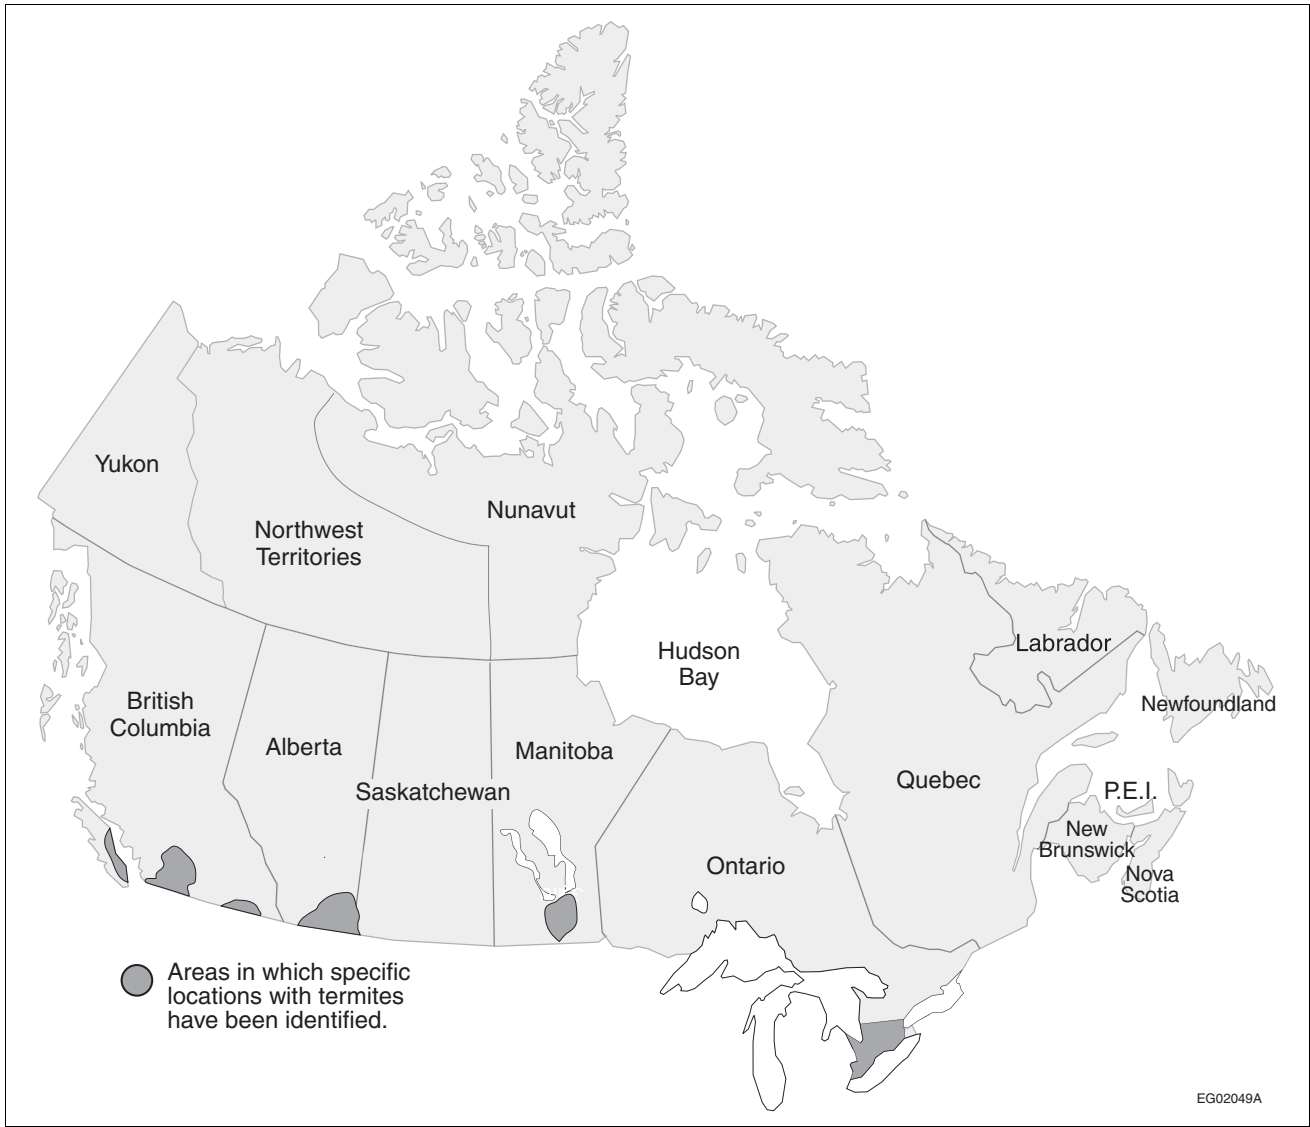 Yukon
Northwest
Territories
Nunavut
Hudson
Bay
Labrador
British
Columbia
Alberta
Saskatchewan
Manitoba
Newfoundland
Quebec
P.E.I.
Ontario
New
Brunswick
Nova
Scotia
Areas in which specific
locations with termites
have been identified.
EG02049A